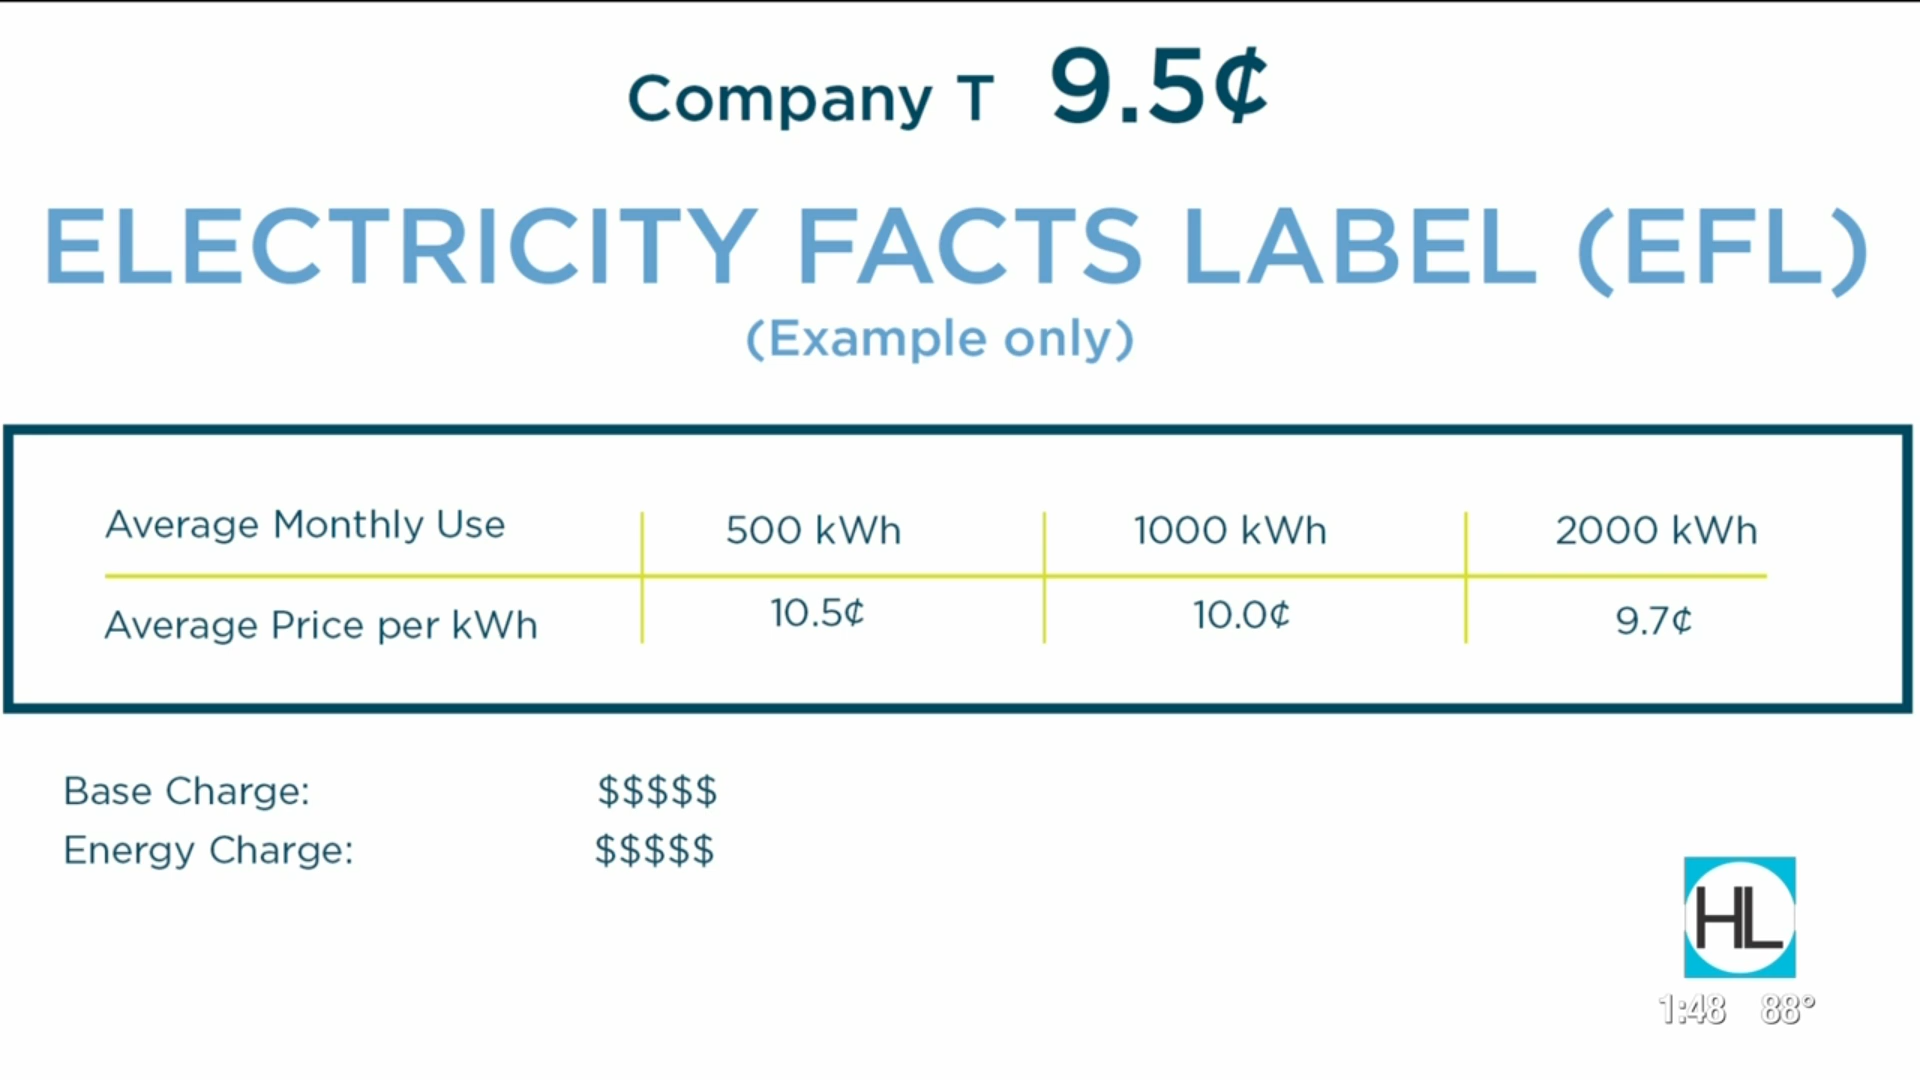 Company T 9.5¢
ELECTRICITY FACTS LABEL (EFL)
(Example only)
Average Monthly Use 500 kWh 1000 kWh 2000 kWh
Average Price per kWh 10.5¢ 10.0¢ 9.7¢
Base Charge: $$$$$
Energy Charge: $$$$$
HL
1:48 88°